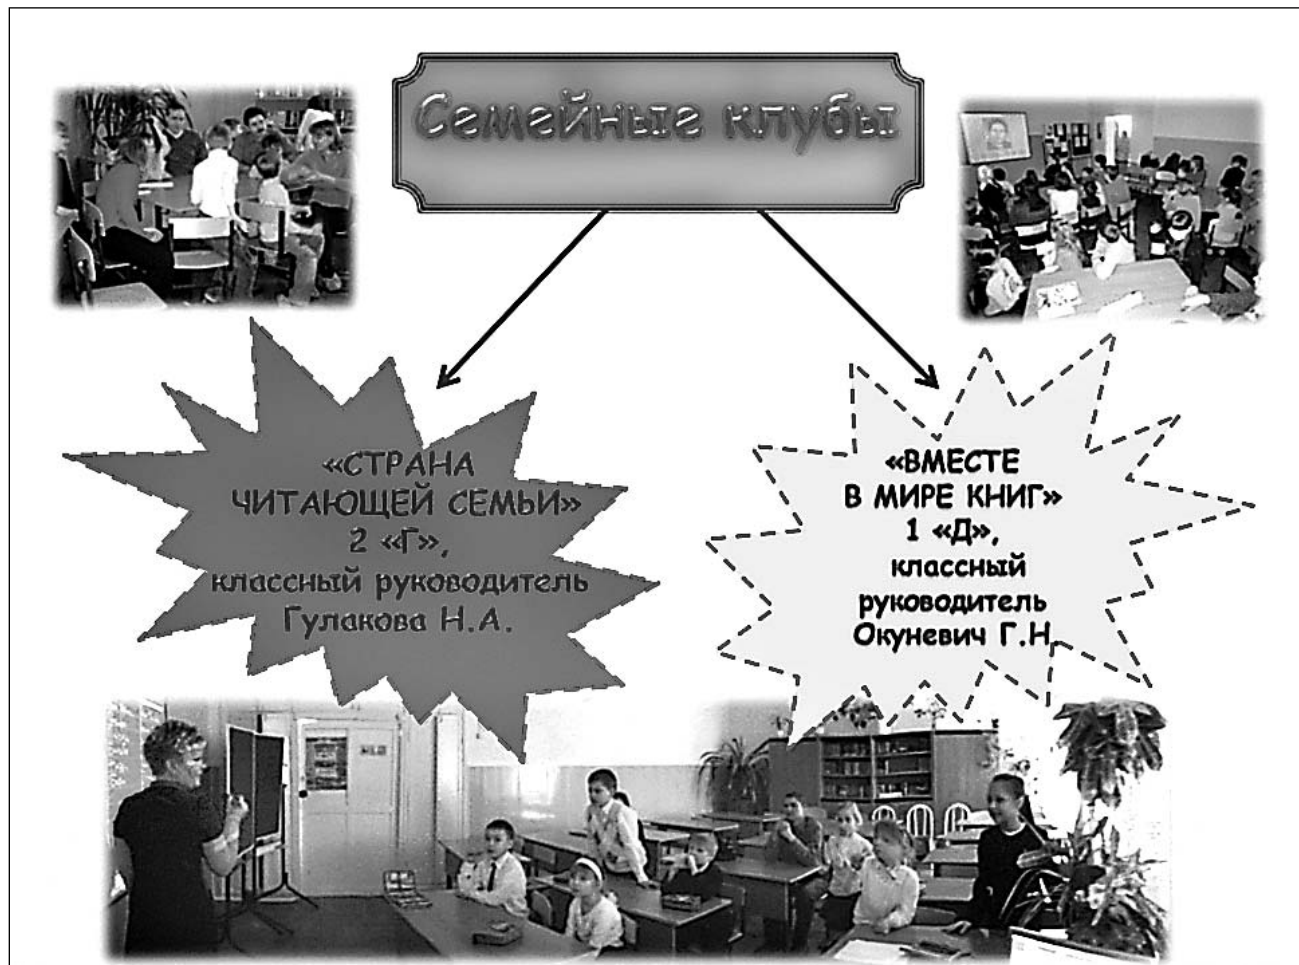 Семейные клубы
«СТРАНА
ЧИТАЮЩЕЙ СЕМЬИ»
2 «Г»,
классный руководитель
Гулакова Н.А.
«ВМЕСТЕ
В МИРЕ КНИГ»
1 «Д»,
классный
руководитель
Окуневич Г.Н.